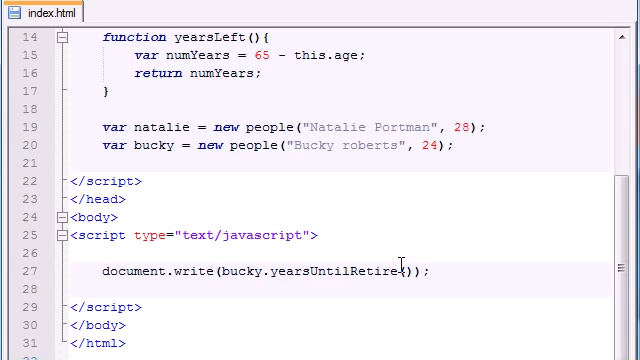 index.html
14 function yearsLeft(){
15 var numYears = 65 - this.age;
16 return numYears;
17 }
18
19 var natalie = new people("Natalie Portman", 28);
20 var bucky = new people("Bucky roberts", 24);
21
22 </script>
23 </head>
24 <body>
25 <script type="text/javascript">
26
27 document.write(bucky.yearsUntilRetire());
28
29 </script>
30 </body>
31 </html>